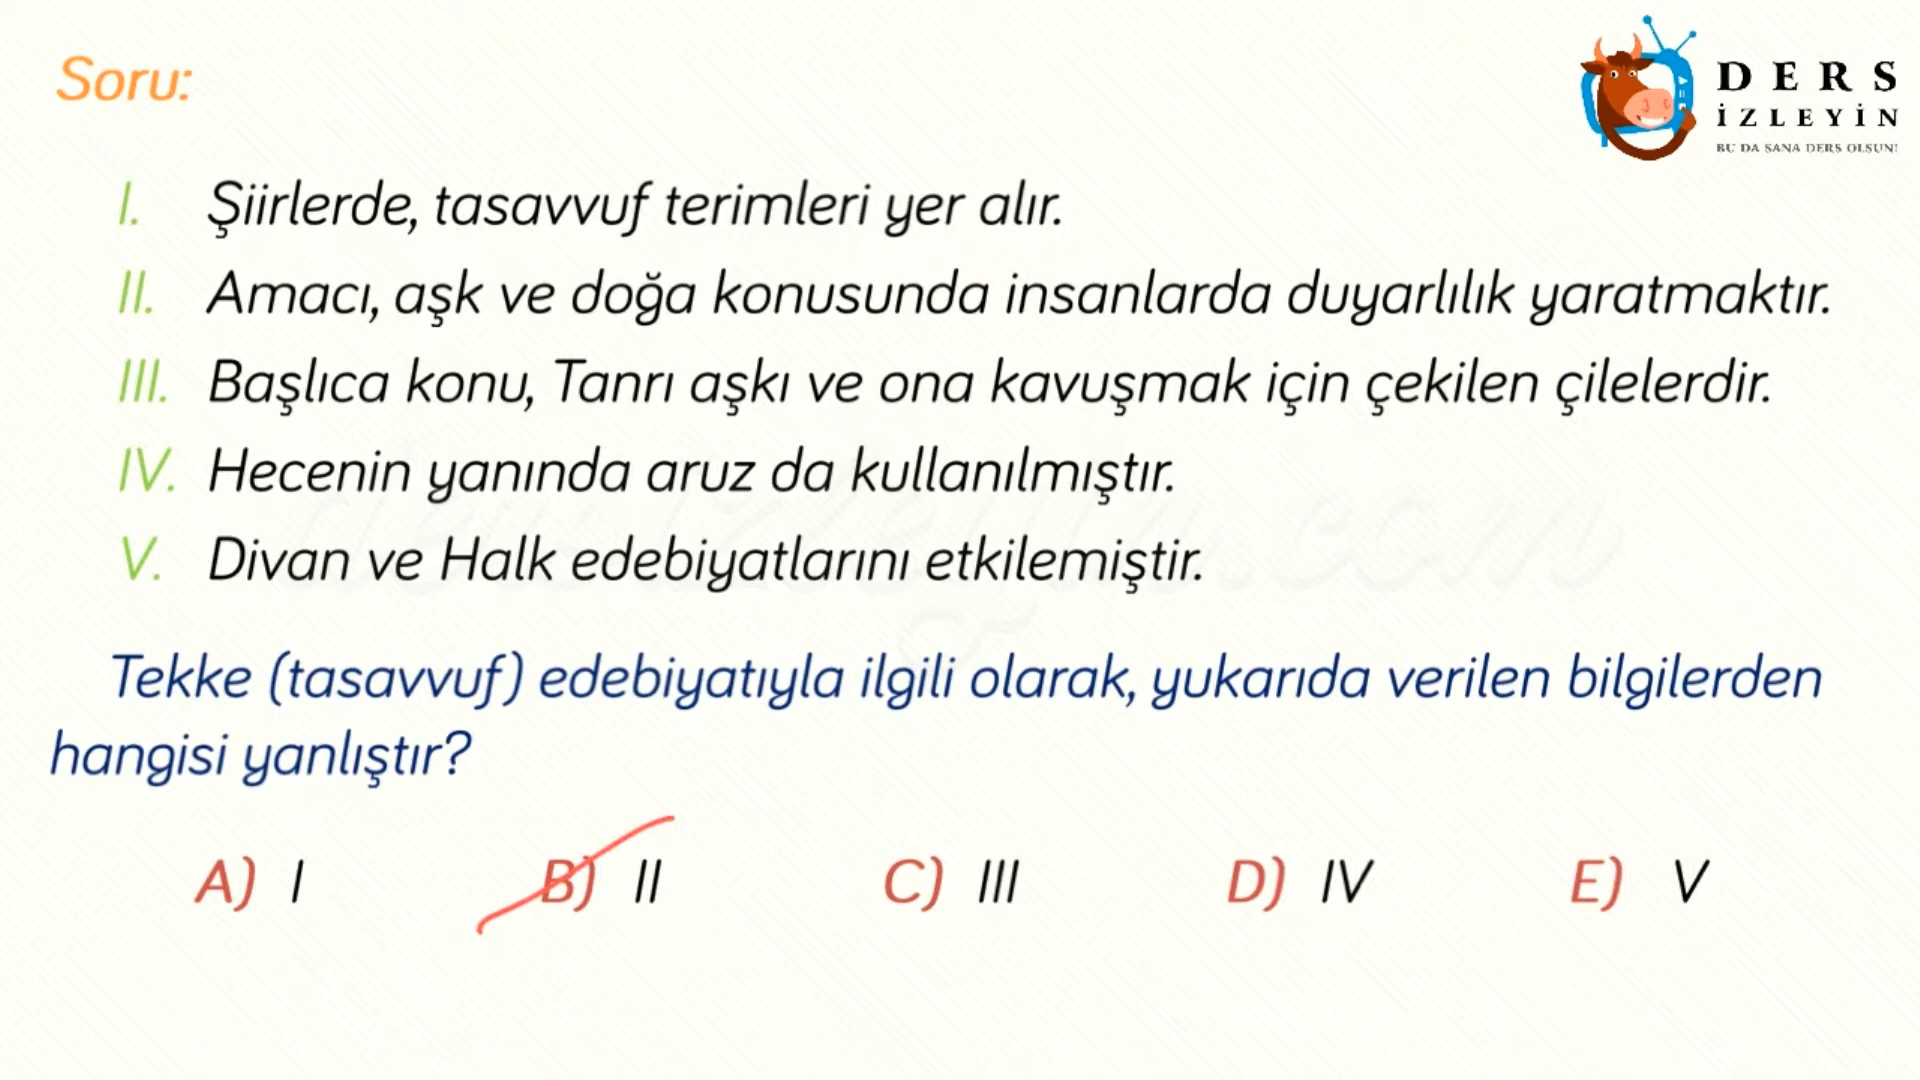 Soru:
DERS
İZLEYİN
BU DA SANA DERS OLSUN!
I. Şiirlerde, tasavvuf terimleri yer alır.
II. Amacı, aşk ve doğa konusunda insanlarda duyarlılık yaratmaktır.
III. Başlıca konu, Tanrı aşkı ve ona kavuşmak için çekilen çilelerdir.
IV. Hecenin yanında aruz da kullanılmıştır.
V. Divan ve Halk edebiyatlarını etkilemiştir.
Tekke (tasavvuf) edebiyatıyla ilgili olarak, yukarıda verilen bilgilerden
hangisi yanlıştır?
A) I B) II C) III D) IV E) V